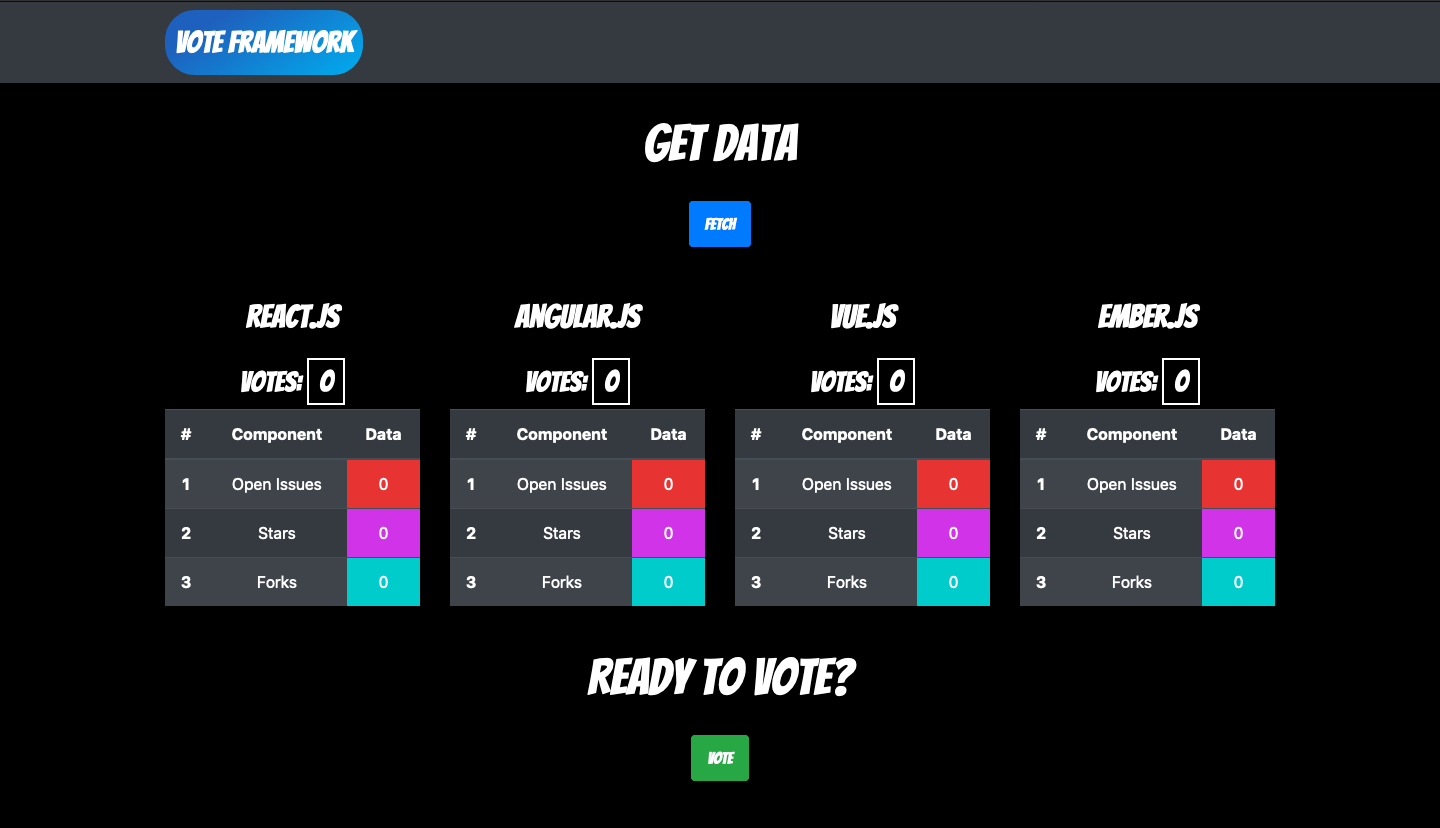 VOTE FRAMEWORK
GET DATA
FETCH
REACT.JS ANGULAR.JS VUE.JS EMBER.JS
VOTES: 0 VOTES: 0 VOTES: 0 VOTES: 0
# Component Data # Component Data # Component Data # Component Data
1 Open Issues 0 1 Open Issues 0 1 Open Issues 0 1 Open Issues 0
2 Stars 0 2 Stars 0 2 Stars 0 2 Stars 0
3 Forks 0 3 Forks 0 3 Forks 0 3 Forks 0
READY TO VOTE?
VOTE